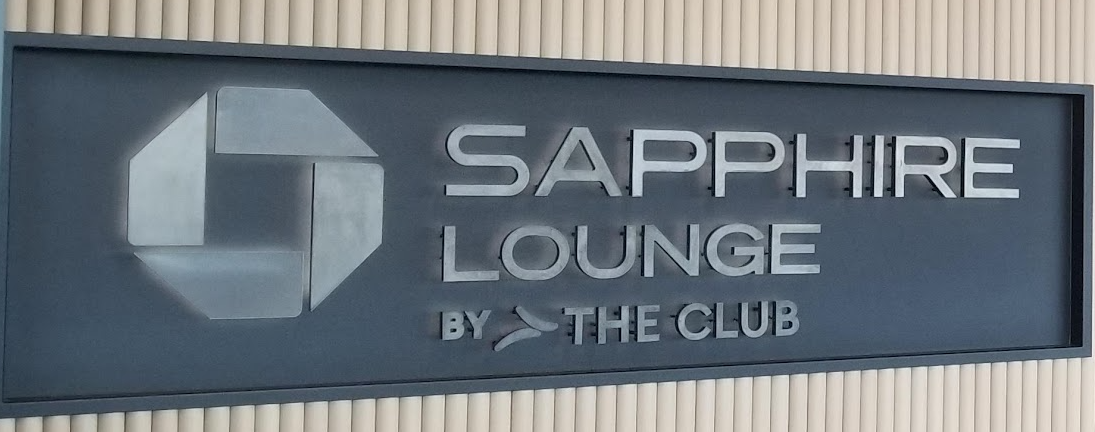 SAPPHIRE
LOUNGE
BY THE CLUB